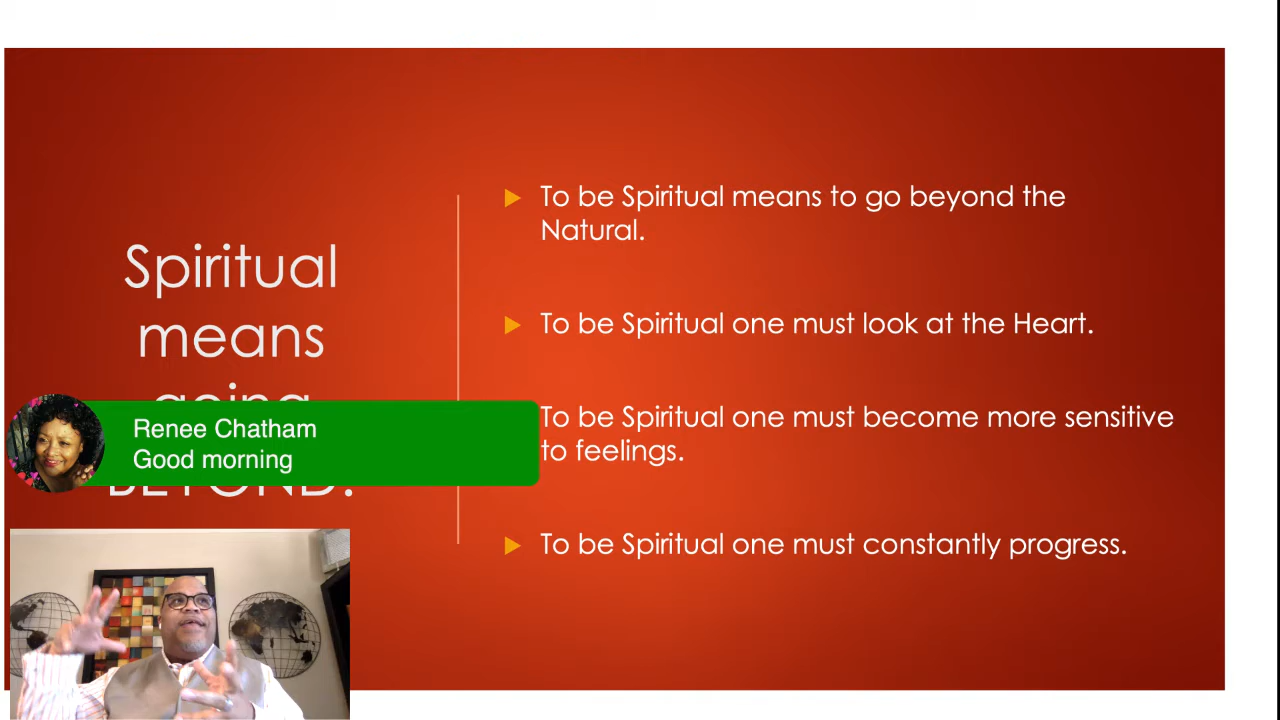 Spiritual
means
going
BEYOND.
Renee Chatham
Good morning
To be Spiritual means to go beyond the
Natural.
To be Spiritual one must look at the Heart.
To be Spiritual one must become more sensitive
to feelings.
To be Spiritual one must constantly progress.